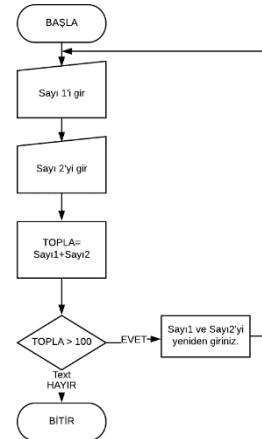 BAŞLA
Sayı 1'i gir
Sayı 2'yi gir
TOPLA=
Sayı1+Sayı2
TOPLA > 100
EVET
Sayı1 ve Sayı2'yi
yeniden giriniz.
Text
HAYIR
BİTİR